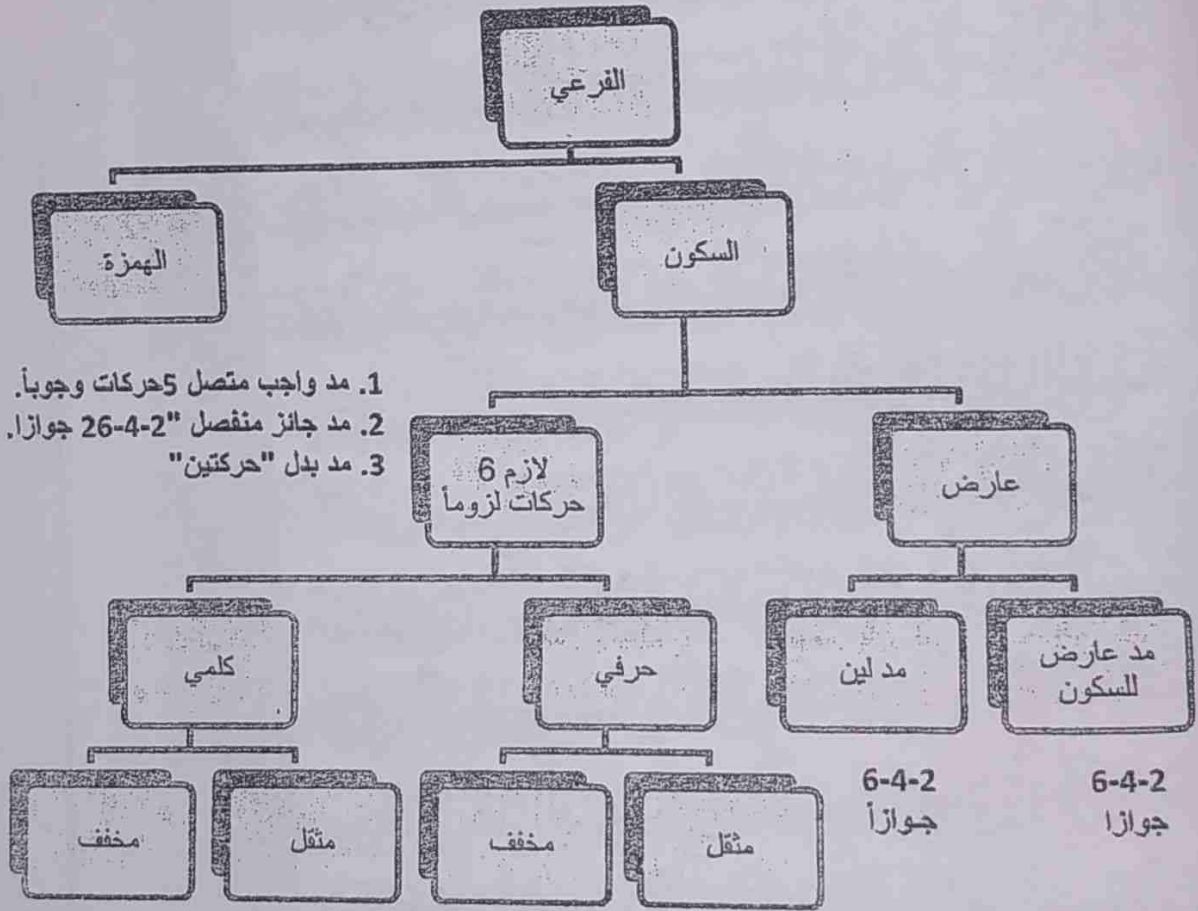 الفرعي
السكون
الهمزة
1. مد واجب متصل 5حركات وجوباً.
2. مد جائز منفصل "2-4-26 جوازا.
3. مد بدل "حركتين"
عارض
لازم 6
حركات لزوماً
مد عارض
للسكون
مد لين
حرفي
كلمي
6-4-2
جوازا
6-4-2
جوازاً
مثقل
مخفف
مثقل
مخفف